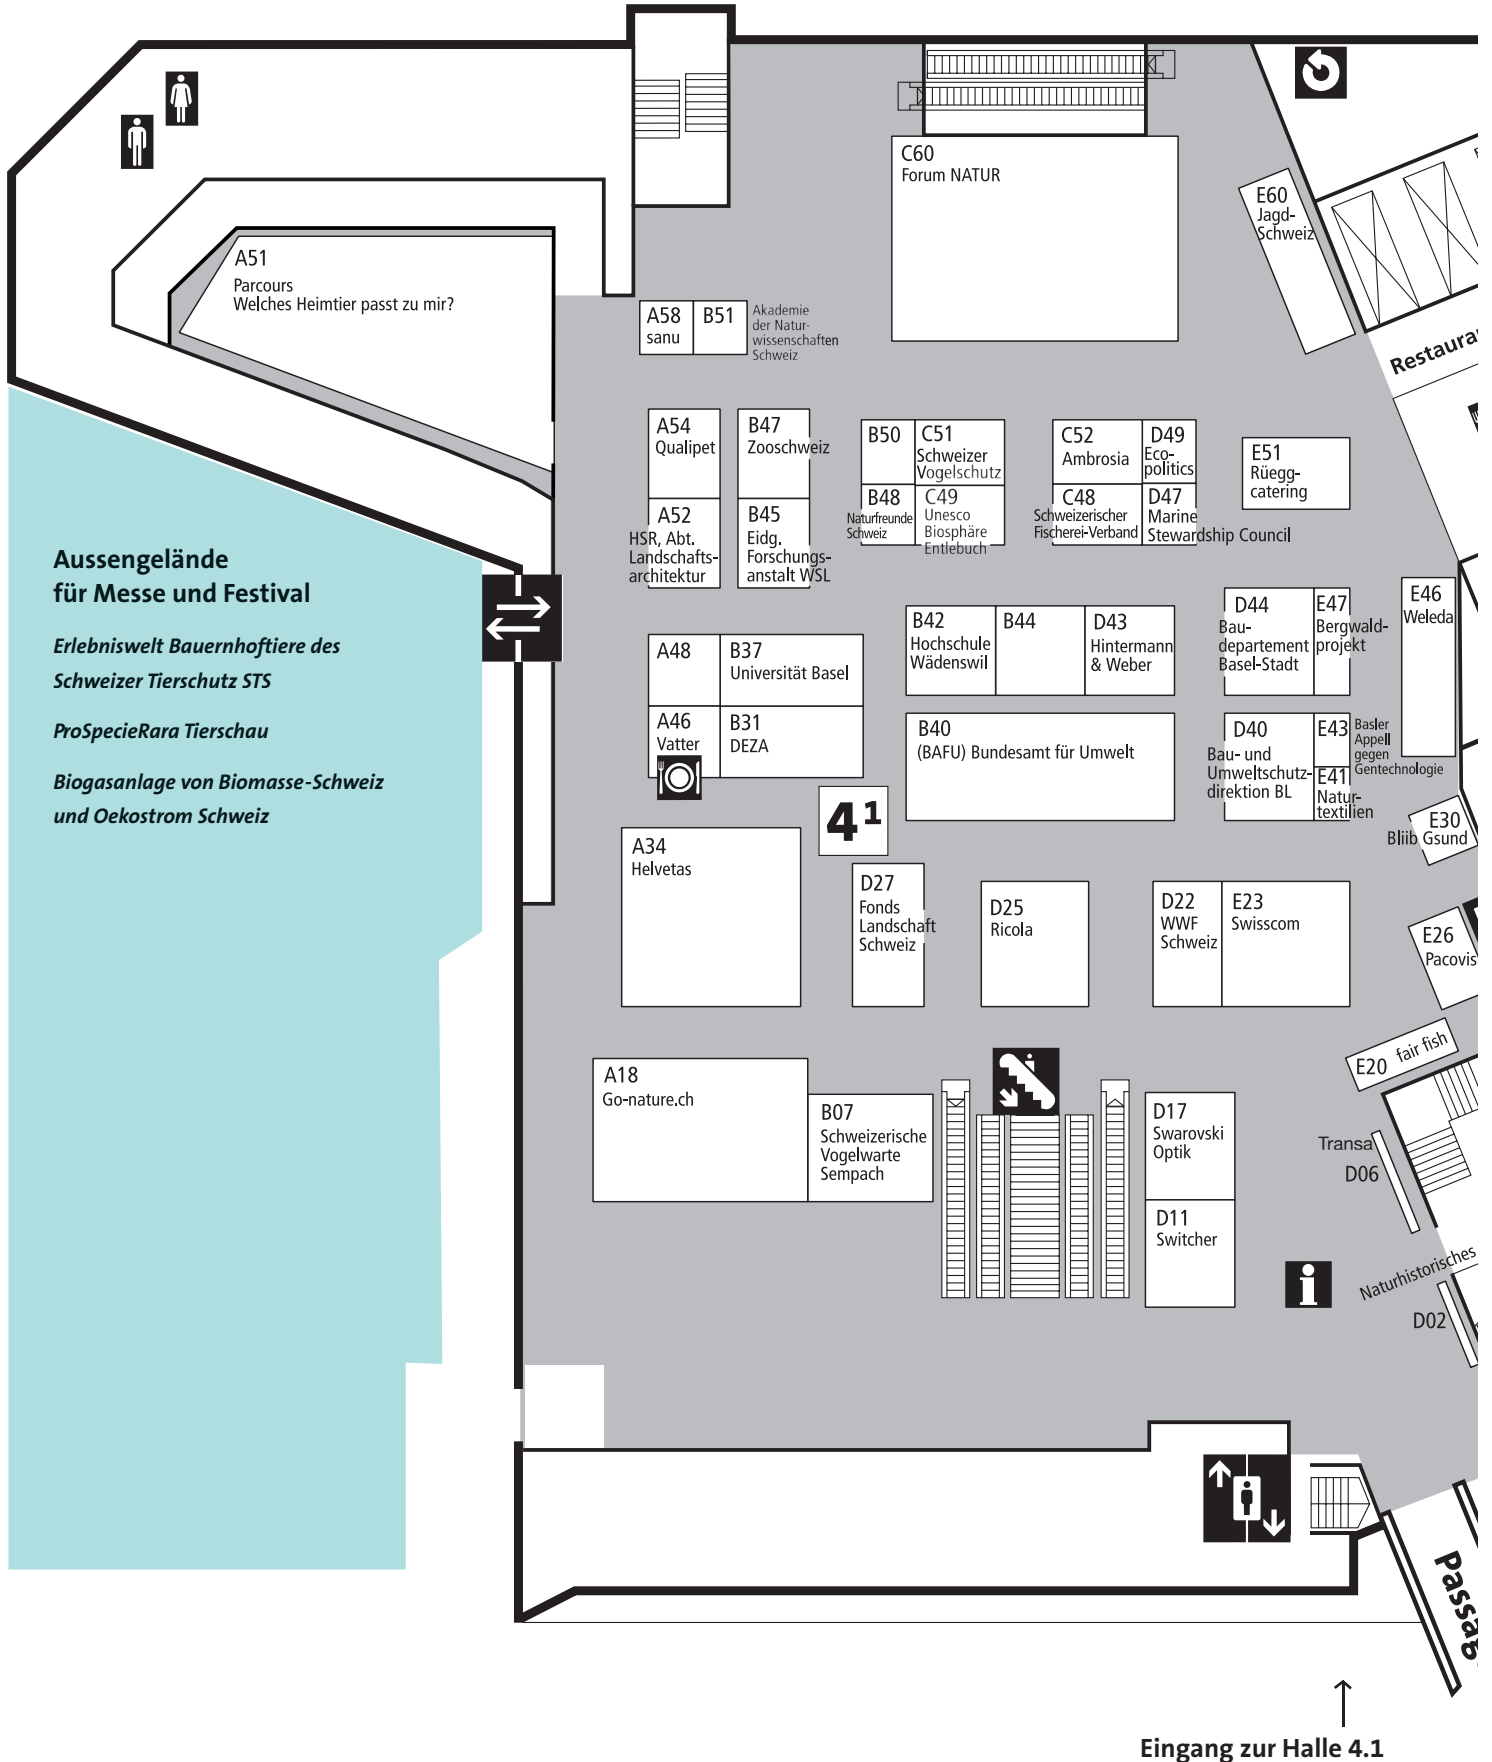 C60
Forum NATUR
E60
Jagd-
Schweiz
A51
Parcours
Welches Heimtier passt zu mir?
A58
sanu
B51
Akademie
der Natur-
wissenschaften
Schweiz
A54
Qualipet
B47
Zooschweiz
B50
C51
Schweizer
Vogelschutz
C52
Ambrosia
D49
Eco-
politics
E51
Rüegg-
catering
A52
HSR, Abt.
Landschafts-
architektur
B45
Eidg.
Forschungs-
anstalt WSL
B48
Naturfreunde
Schweiz
C49
Unesco
Biosphäre
Entlebuch
C48
Schweizerischer
Fischerei-Verband
D47
Marine
Stewardship Council
Aussengelände
für Messe und Festival
Erlebniswelt Bauernhoftiere des
Schweizer Tierschutz STS
ProSpecieRara Tierschau
Biogasanlage von Biomasse-Schweiz
und Oekostrom Schweiz
A48
B37
Universität Basel
B42
Hochschule
Wädenswil
B44
D43
Hintermann
& Weber
D44
Bau-
departement
Basel-Stadt
E47
Bergwald-
projekt
E46
Weleda
A46
Vatter
B31
DEZA
B40
(BAFU) Bundesamt für Umwelt
D40
Bau- und
Umweltschutz-
direktion BL
E43
Basler
Appell
gegen
Gentechnologie
E41
Natur-
textilien
E30
Bliib Gsund
4¹
A34
Helvetas
D27
Fonds
Landschaft
Schweiz
D25
Ricola
D22
WWF
Schweiz
E23
Swisscom
E26
Pacovis
E20 fair fish
A18
Go-nature.ch
B07
Schweizerische
Vogelwarte
Sempach
D17
Swarovski
Optik
D11
Switcher
Transa
D06
Naturhistorisches
D02
Eingang zur Halle 4.1